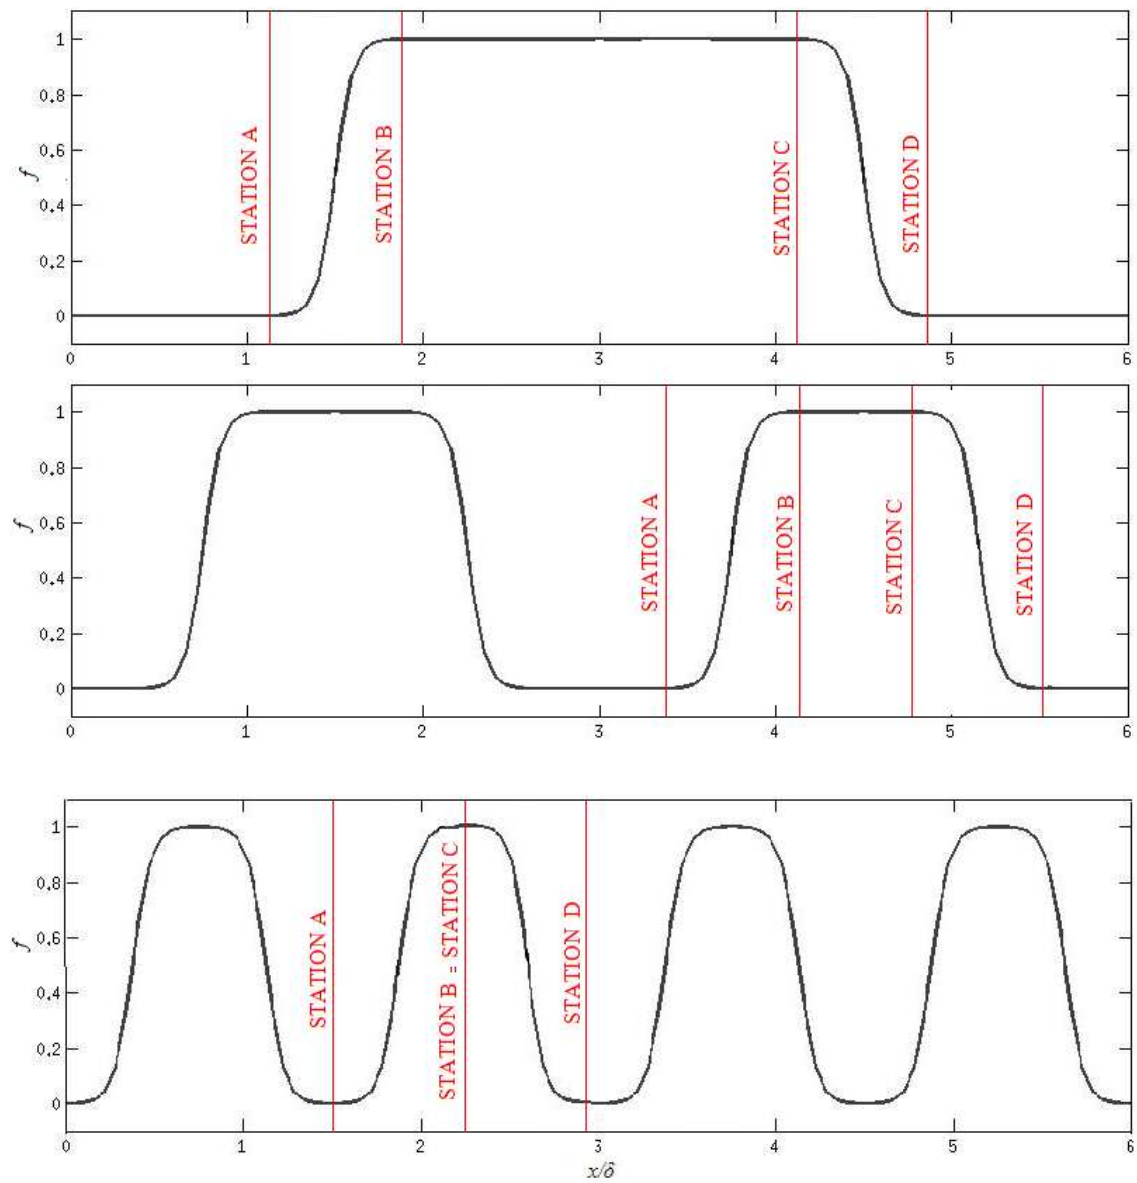 1
0.8
0.6
0.4
0.2
0
f
STATION A
STATION B
STATION C
STATION D
0 1 2 3 4 5 6
1
0.8
0.6
0.4
0.2
0
f
STATION A
STATION B
STATION C
STATION D
0 1 2 3 4 5 6
1
0.8
0.6
0.4
0.2
0
f
STATION A
STATION B = STATION C
STATION D
0 1 2 3 4 5 6
x/δ